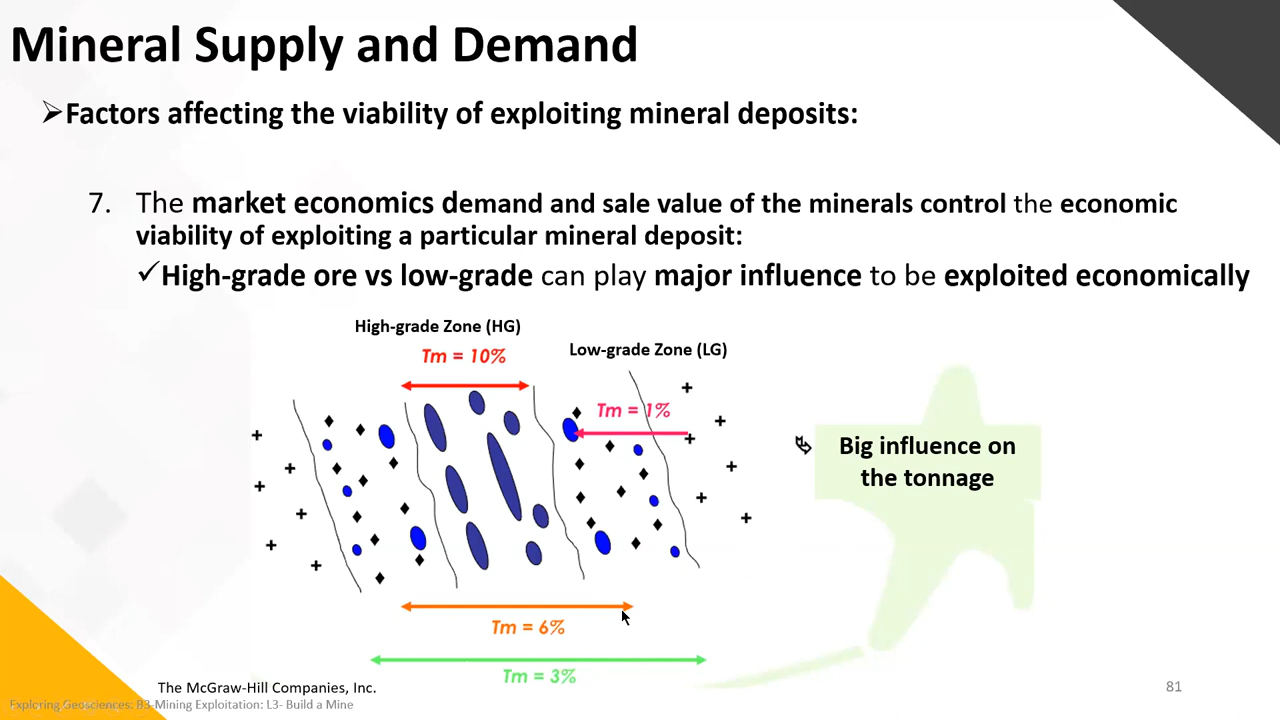 Mineral Supply and Demand
➢Factors affecting the viability of exploiting mineral deposits:
7. The market economics demand and sale value of the minerals control the economic
viability of exploiting a particular mineral deposit:
✓High-grade ore vs low-grade can play major influence to be exploited economically
High-grade Zone (HG)
Low-grade Zone (LG)
Tm = 10%
Tm = 1%
Big influence on
the tonnage
Tm = 6%
Tm = 3%
The McGraw-Hill Companies, Inc.
81
Exploring Geosciences: B3-Mining Exploitation: L3- Build a Mine